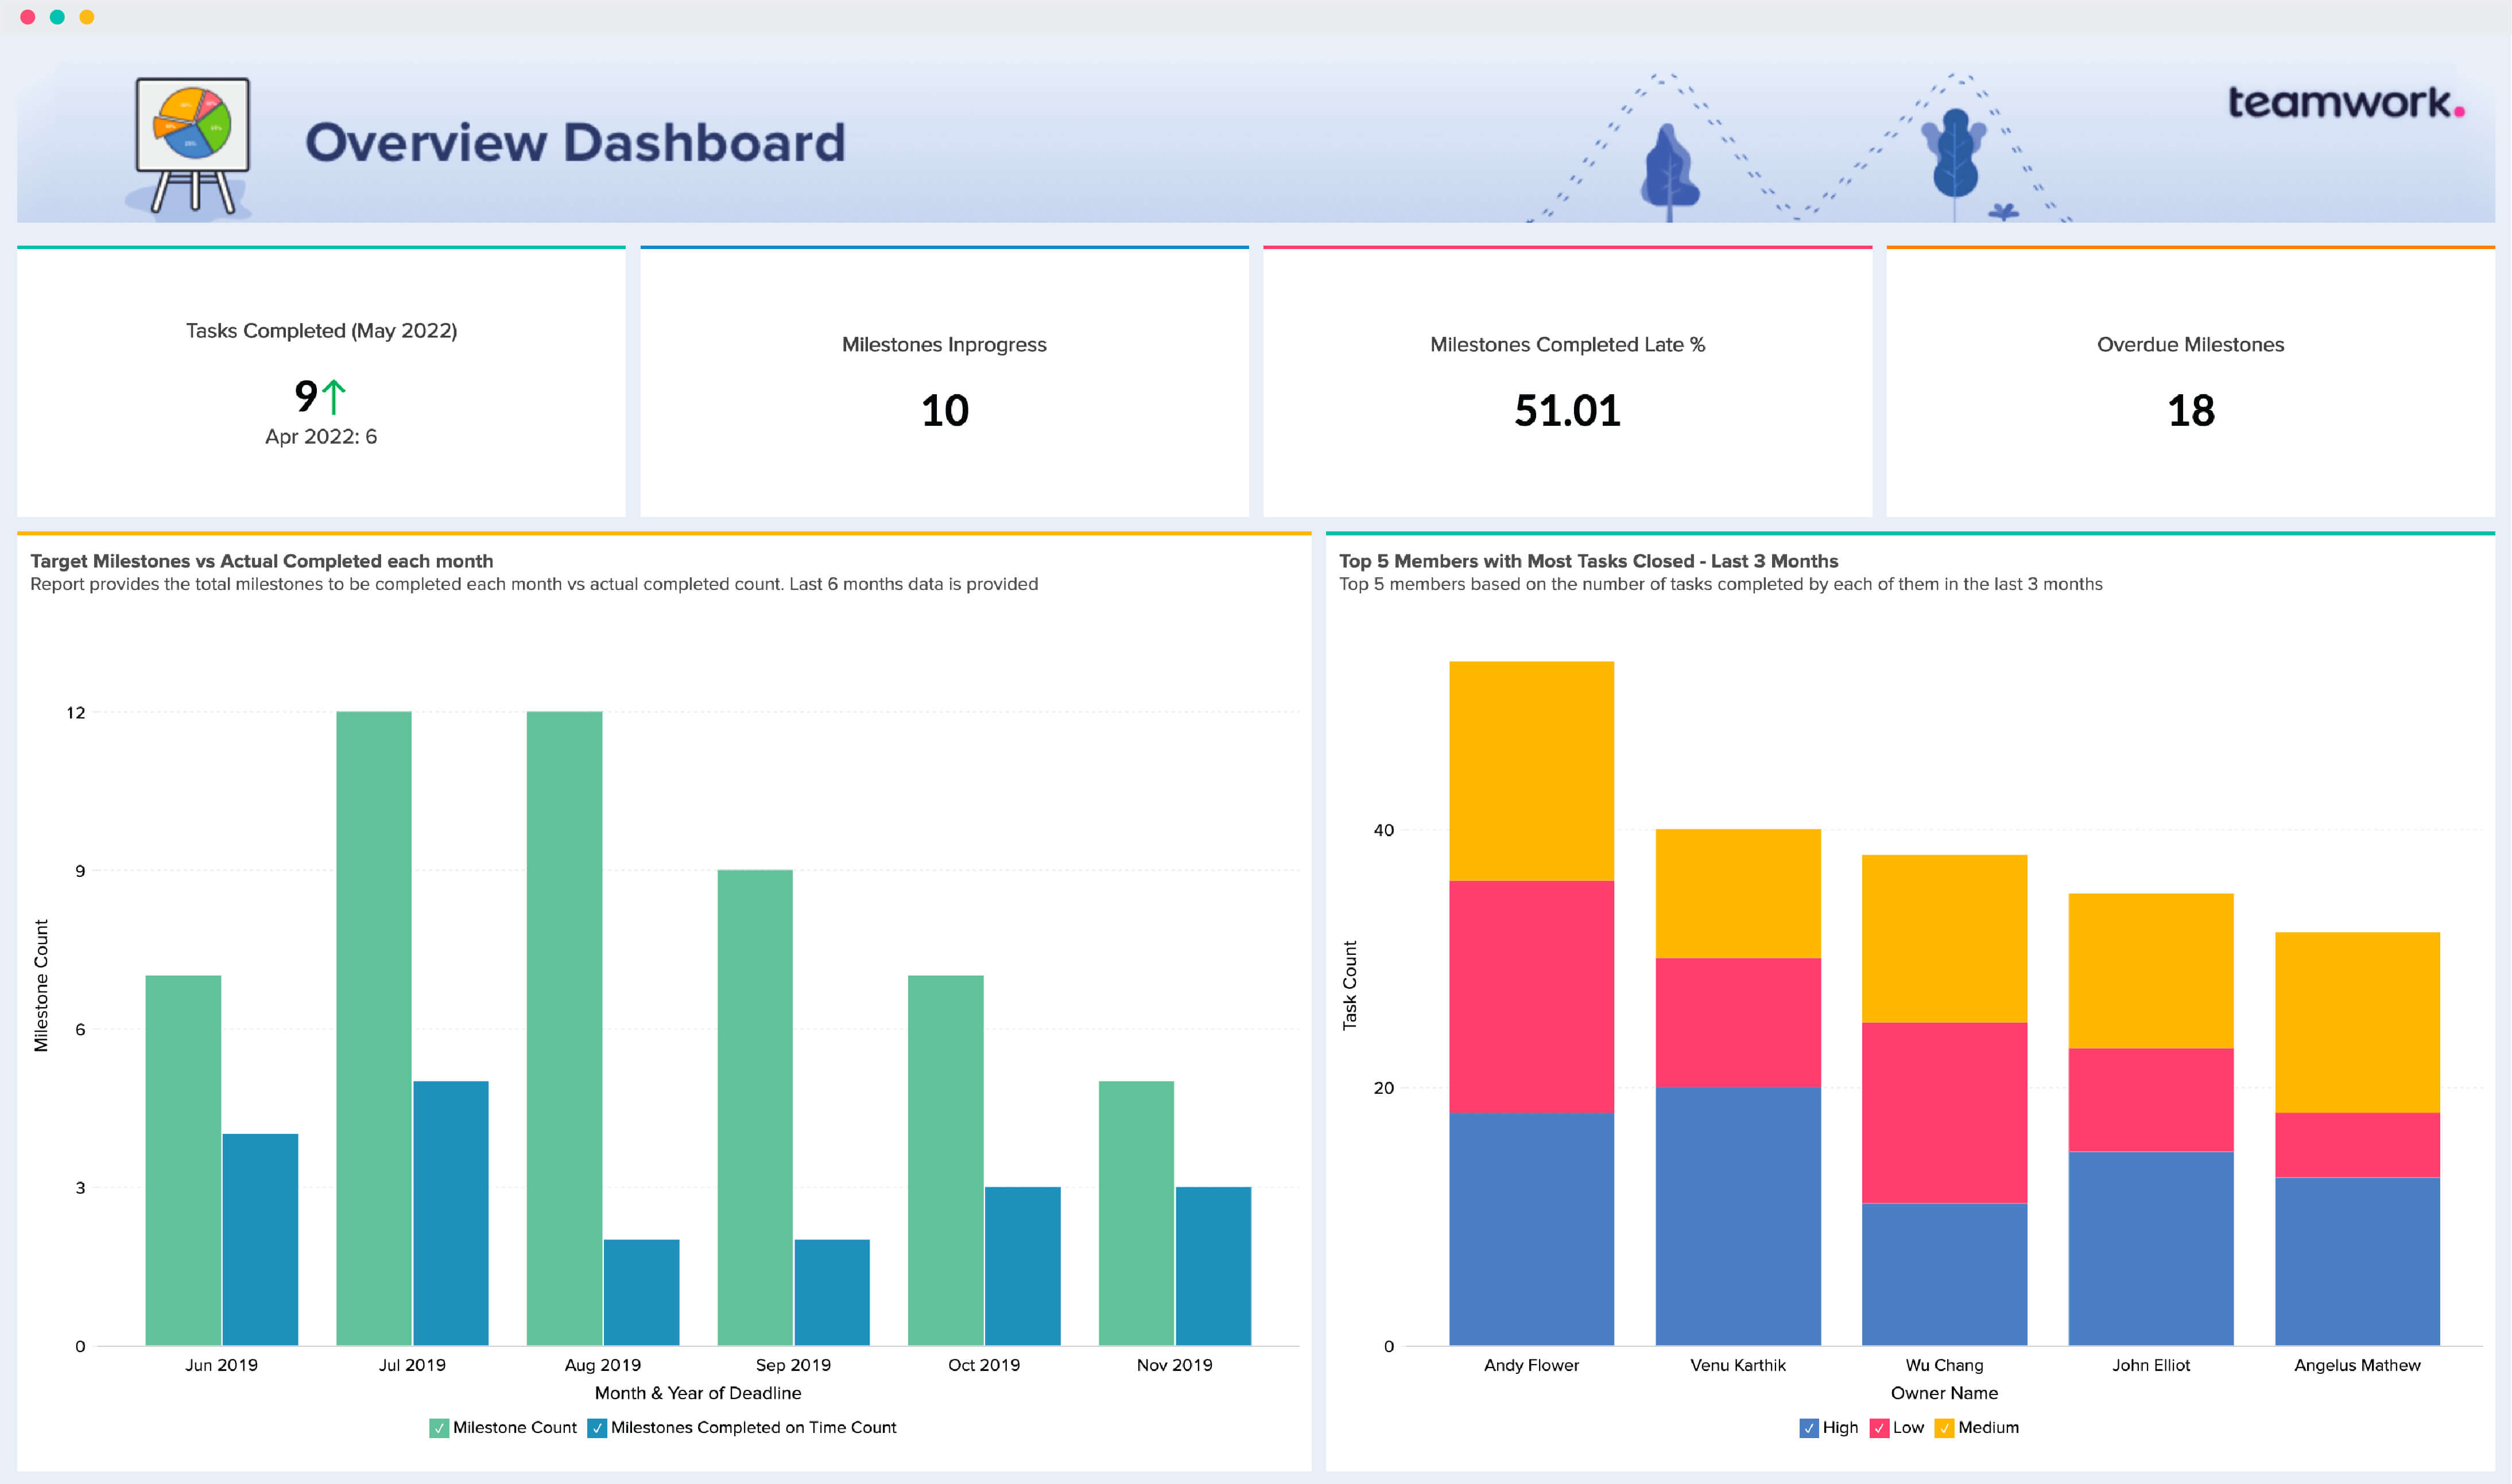 Overview Dashboard
teamwork.
Tasks Completed (May 2022)
9↑
Apr 2022: 6
Milestones Inprogress
10
Milestones Completed Late %
51.01
Overdue Milestones
18
Target Milestones vs Actual Completed each month
Report provides the total milestones to be completed each month vs actual completed count. Last 6 months data is provided
12
9
6
3
0
Milestone Count
Jun 2019 Jul 2019 Aug 2019 Sep 2019 Oct 2019 Nov 2019
Month & Year of Deadline
Milestone Count Milestones Completed on Time Count
Top 5 Members with Most Tasks Closed - Last 3 Months
Top 5 members based on the number of tasks completed by each of them in the last 3 months
40
20
0
Task Count
Andy Flower Venu Karthik Wu Chang John Elliot Angelus Mathew
Owner Name
High Low Medium